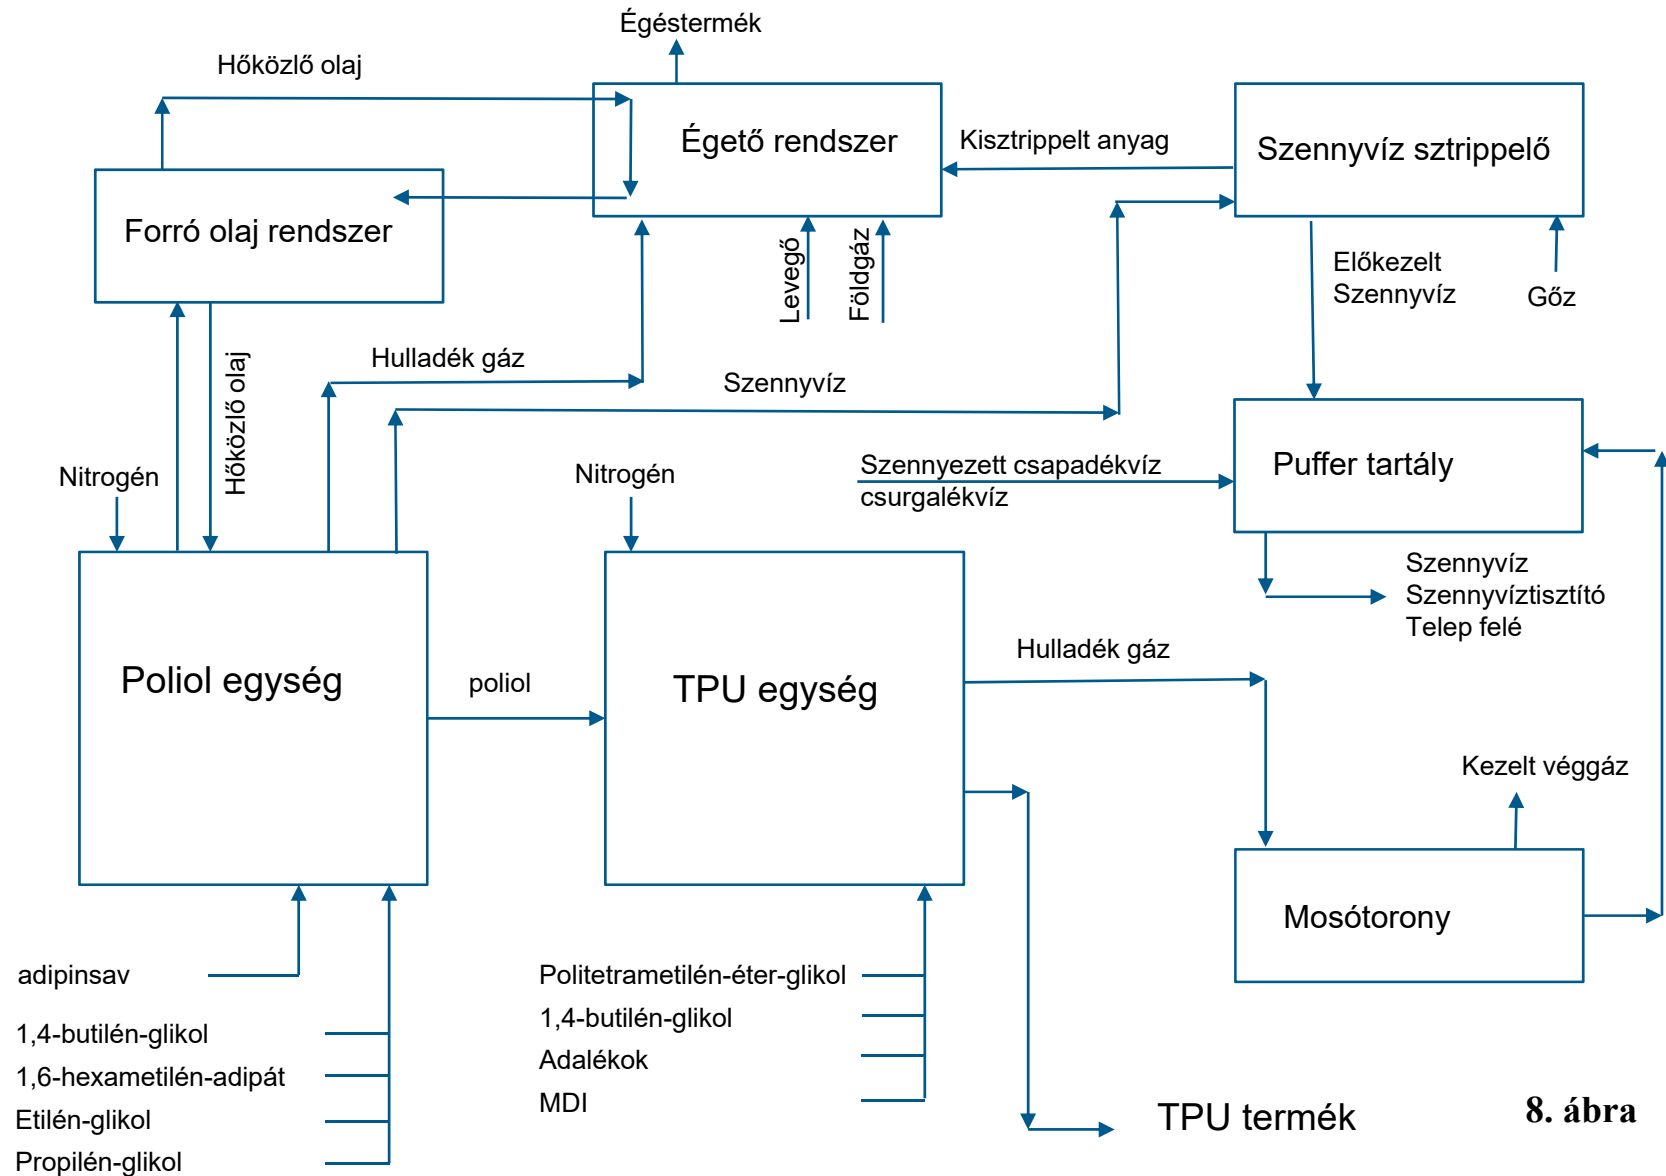 Égéstermék
Hőközlő olaj
Égető rendszer
Kisztrippelt anyag
Szennyvíz sztrippelő
Forró olaj rendszer
Levegő
Földgáz
Előkezelt
Szennyvíz
Gőz
Hulladék gáz
Szennyvíz
Hőközlő olaj
Nitrogén
Nitrogén
Szennyezett csapadékvíz
csurgalékvíz
Puffer tartály
Szennyvíz
Szennyvíztisztító
Telep felé
Poliol egység
poliol
TPU egység
Hulladék gáz
Kezelt véggáz
Mosótorony
adipinsav
1,4-butilén-glikol
1,6-hexametilén-adipát
Etilén-glikol
Propilén-glikol
Politetrametilén-éter-glikol
1,4-butilén-glikol
Adalékok
MDI
TPU termék
8. ábra